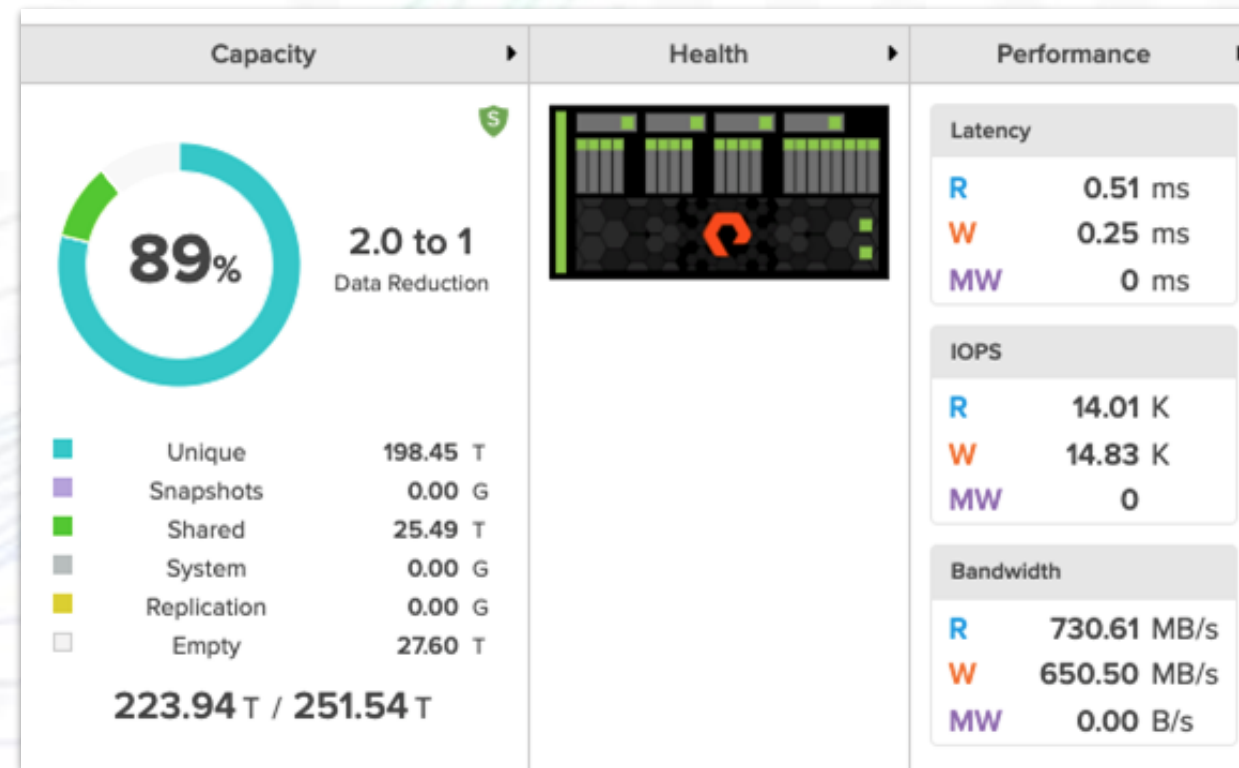 Capacity
Health
Performance
S
89%
2.0 to 1
Data Reduction
Unique 198.45 T
Snapshots 0.00 G
Shared 25.49 T
System 0.00 G
Replication 0.00 G
Empty 27.60 T
223.94 T / 251.54 T
Latency
R 0.51 ms
W 0.25 ms
MW 0 ms
IOPS
R 14.01 K
W 14.83 K
MW 0
Bandwidth
R 730.61 MB/s
W 650.50 MB/s
MW 0.00 B/s